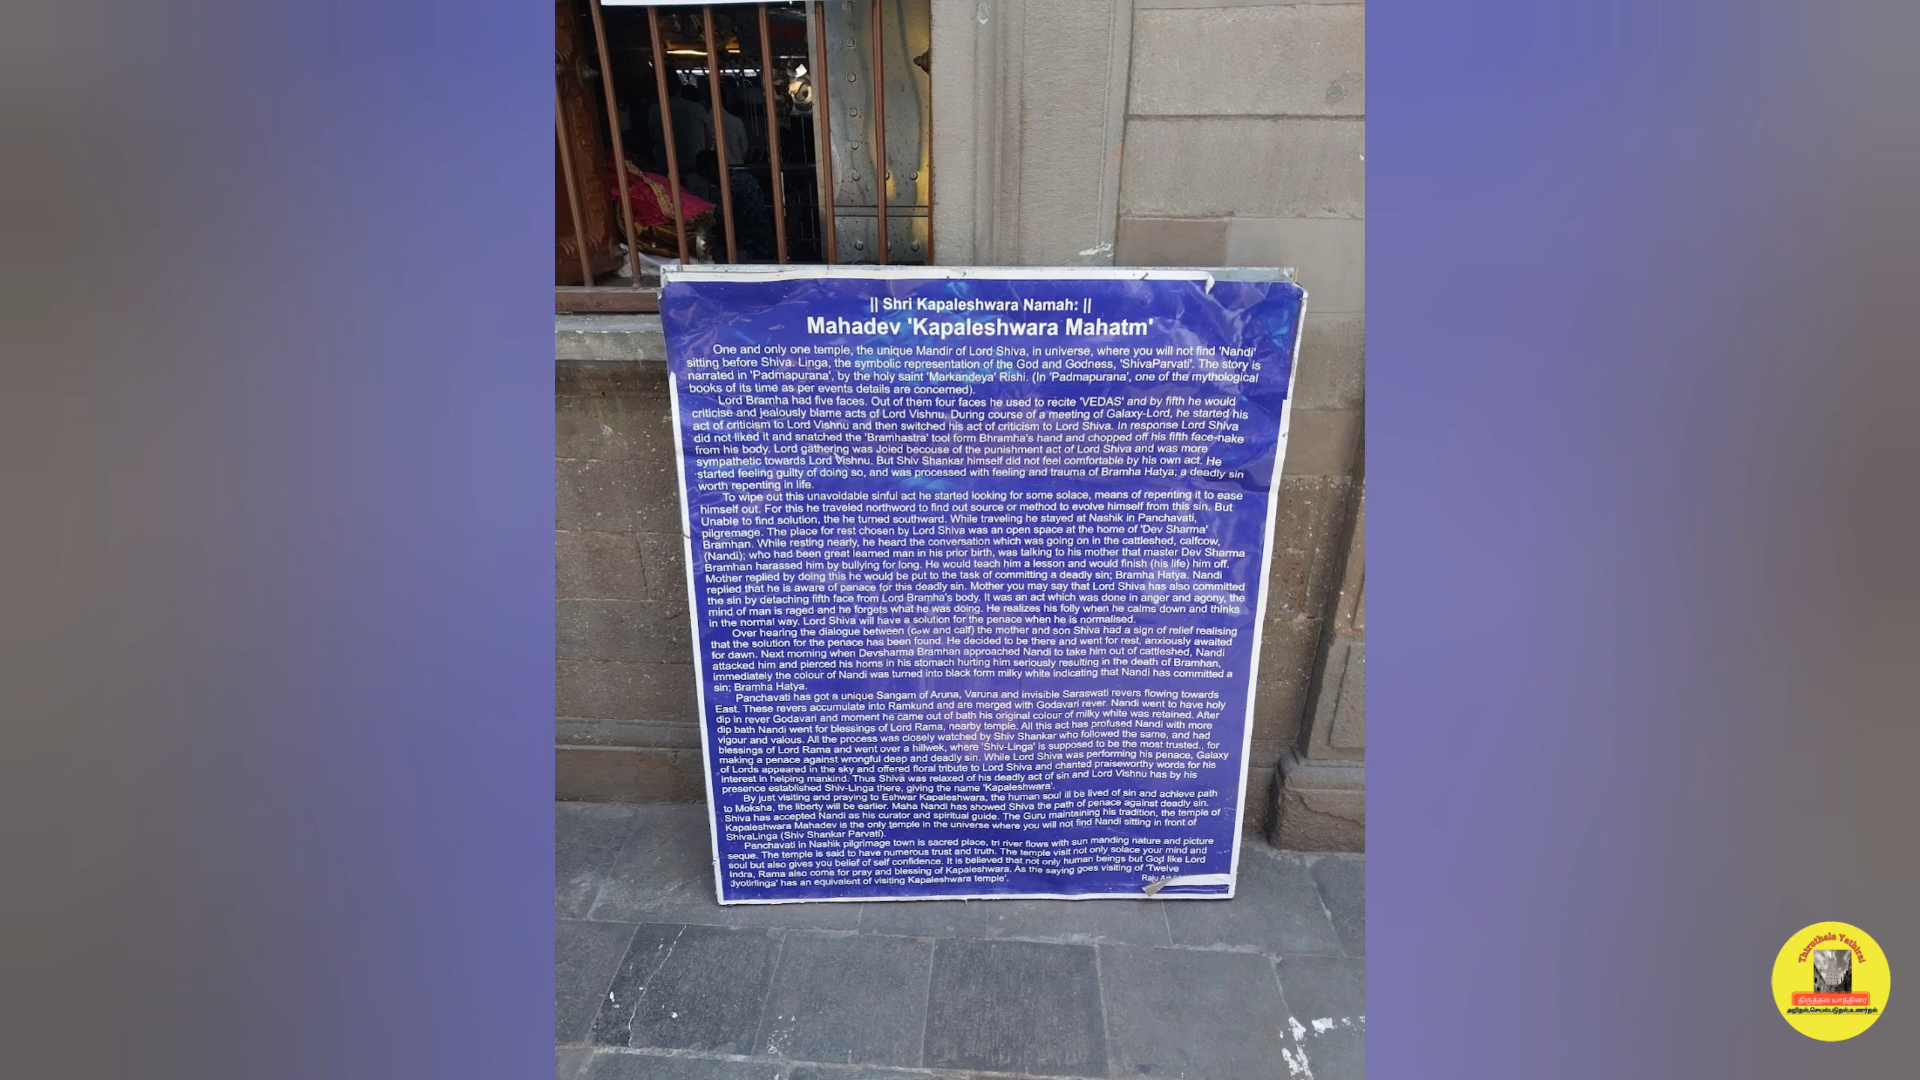 || Shri Kapaleshwara Namah: ||
Mahadev 'Kapaleshwara Mahatm'
One and only one temple, the unique Mandir of Lord Shiva, in universe, where you will not find 'Nandi'
sitting before Shiva. Linga, the symbolic representation of the God and Godness, 'ShivaParvati'. The story is
narrated in 'Padmapurana', by the holy saint 'Markandeya' Rishi. (In 'Padmapurana', one of the mythological
books of its time as per events details are concerned).
Lord Bramha had five faces. Out of them four faces he used to recite 'VEDAS' and by fifth he would
criticise and jealously blame acts of Lord Vishnu. During course of a meeting of Galaxy-Lord, he started his
act of criticism to Lord Vishnu and then switched his act of criticism to Lord Shiva. In response Lord Shiva
did not liked it and snatched the 'Bramhastra' tool form Bhramha's hand and chopped off his fifth face-nake
from his body. Lord gathering was Joied becouse of the punishment act of Lord Shiva and was more
sympathetic towards Lord Vishnu. But Shiv Shankar himself did not feel comfortable by his own act. He
started feeling guilty of doing so, and was processed with feeling and trauma of Bramha Hatya; a deadly sin
worth repenting in life.
To wipe out this unavoidable sinful act he started looking for some solace, means of repenting it to ease
himself out. For this he traveled northword to find out source or method to evolve himself from this sin. But
Unable to find solution, the he turned southward. While traveling he stayed at Nashik in Panchavati,
pilgremage. The place for rest chosen by Lord Shiva was an open space at the home of 'Dev Sharma'
Bramhan. While resting nearly, he heard the conversation which was going on in the cattleshed, calfcow,
(Nandi); who had been great learned man in his prior birth, was talking to his mother that master Dev Sharma
Bramhan harassed him by bullying for long. He would teach him a lesson and would finish (his life) him off.
Mother replied by doing this he would be put to the task of committing a deadly sin; Bramha Hatya. Nandi
replied that he is aware of panace for this deadly sin. Mother you may say that Lord Shiva has also committed
the sin by detaching fifth face from Lord Bramha's body. It was an act which was done in anger and agony, the
mind of man is raged and he forgets what he was doing. He realizes his folly when he calms down and thinks
in the normal way. Lord Shiva will have a solution for the penace when he is normalised.
Over hearing the dialogue between (cow and calf) the mother and son Shiva had a sign of relief realising
that the solution for the penace has been found. He decided to be there and went for rest, anxiously awaited
for dawn. Next morning when Devsharma Bramhan approached Nandi to take him out of cattleshed, Nandi
attacked him and pierced his horns in his stomach hurting him seriously resulting in the death of Bramhan,
immediately the colour of Nandi was turned into black form milky white indicating that Nandi has committed a
sin; Bramha Hatya.
Panchavati has got a unique Sangam of Aruna, Varuna and invisible Saraswati revers flowing towards
East. These revers accumulate into Ramkund and are merged with Godavari rever. Nandi went to have holy
dip in rever Godavari and moment he came out of bath his original colour of milky white was retained. After
dip bath Nandi went for blessings of Lord Rama, nearby temple. All this act has profused Nandi with more
vigour and valous. All the process was closely watched by Shiv Shankar who followed the same, and had
blessings of Lord Rama and went over a hillwek, where 'Shiv-Linga' is supposed to be the most trusted., for
making a penace against wrongful deep and deadly sin. While Lord Shiva was performing his penace, Galaxy
of Lords appeared in the sky and offered floral tribute to Lord Shiva and chanted praiseworthy words for his
interest in helping mankind. Thus Shiva was relaxed of his deadly act of sin and Lord Vishnu has by his
presence established Shiv-Linga there, giving the name 'Kapaleshwara'.
By just visiting and praying to Eshwar Kapaleshwara, the human soul ill be lived of sin and achieve path
to Moksha, the liberty will be earlier. Maha Nandi has showed Shiva the path of penace against deadly sin.
Shiva has accepted Nandi as his curator and spiritual guide. The Guru maintaining his tradition, the temple of
Kapaleshwara Mahadev is the only temple in the universe where you will not find Nandi sitting in front of
ShivaLinga (Shiv Shankar Parvati).
Panchavati in Nashik pilgrimage town is sacred place, tri river flows with sun manding nature and picture
seque. The temple is said to have numerous trust and truth. The temple visit not only solace your mind and
soul but also gives you belief of self confidence. It is believed that not only human beings but God like Lord
Indra, Rama also come for pray and blessing of Kapaleshwara. As the saying goes visiting of 'Twelve
Jyotirlinga' has an equivalent of visiting Kapaleshwara temple'.
Raju
Thiruthala Yathirai
திருத்தல யாத்திரை
அறிதல்,செயல்படுதல்,உணர்தல்